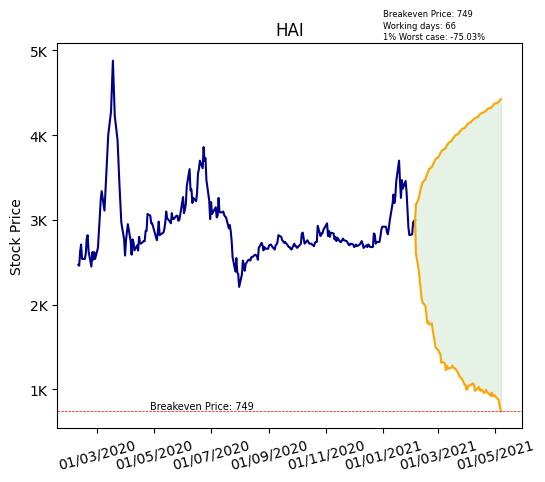 Breakeven Price: 749
Working days: 66
1% Worst case: -75.03%
HAI
Stock Price
5K
4K
3K
2K
1K
Breakeven Price: 749
01/03/2020
01/05/2020
01/07/2020
01/09/2020
01/11/2020
01/01/2021
01/03/2021
01/05/2021